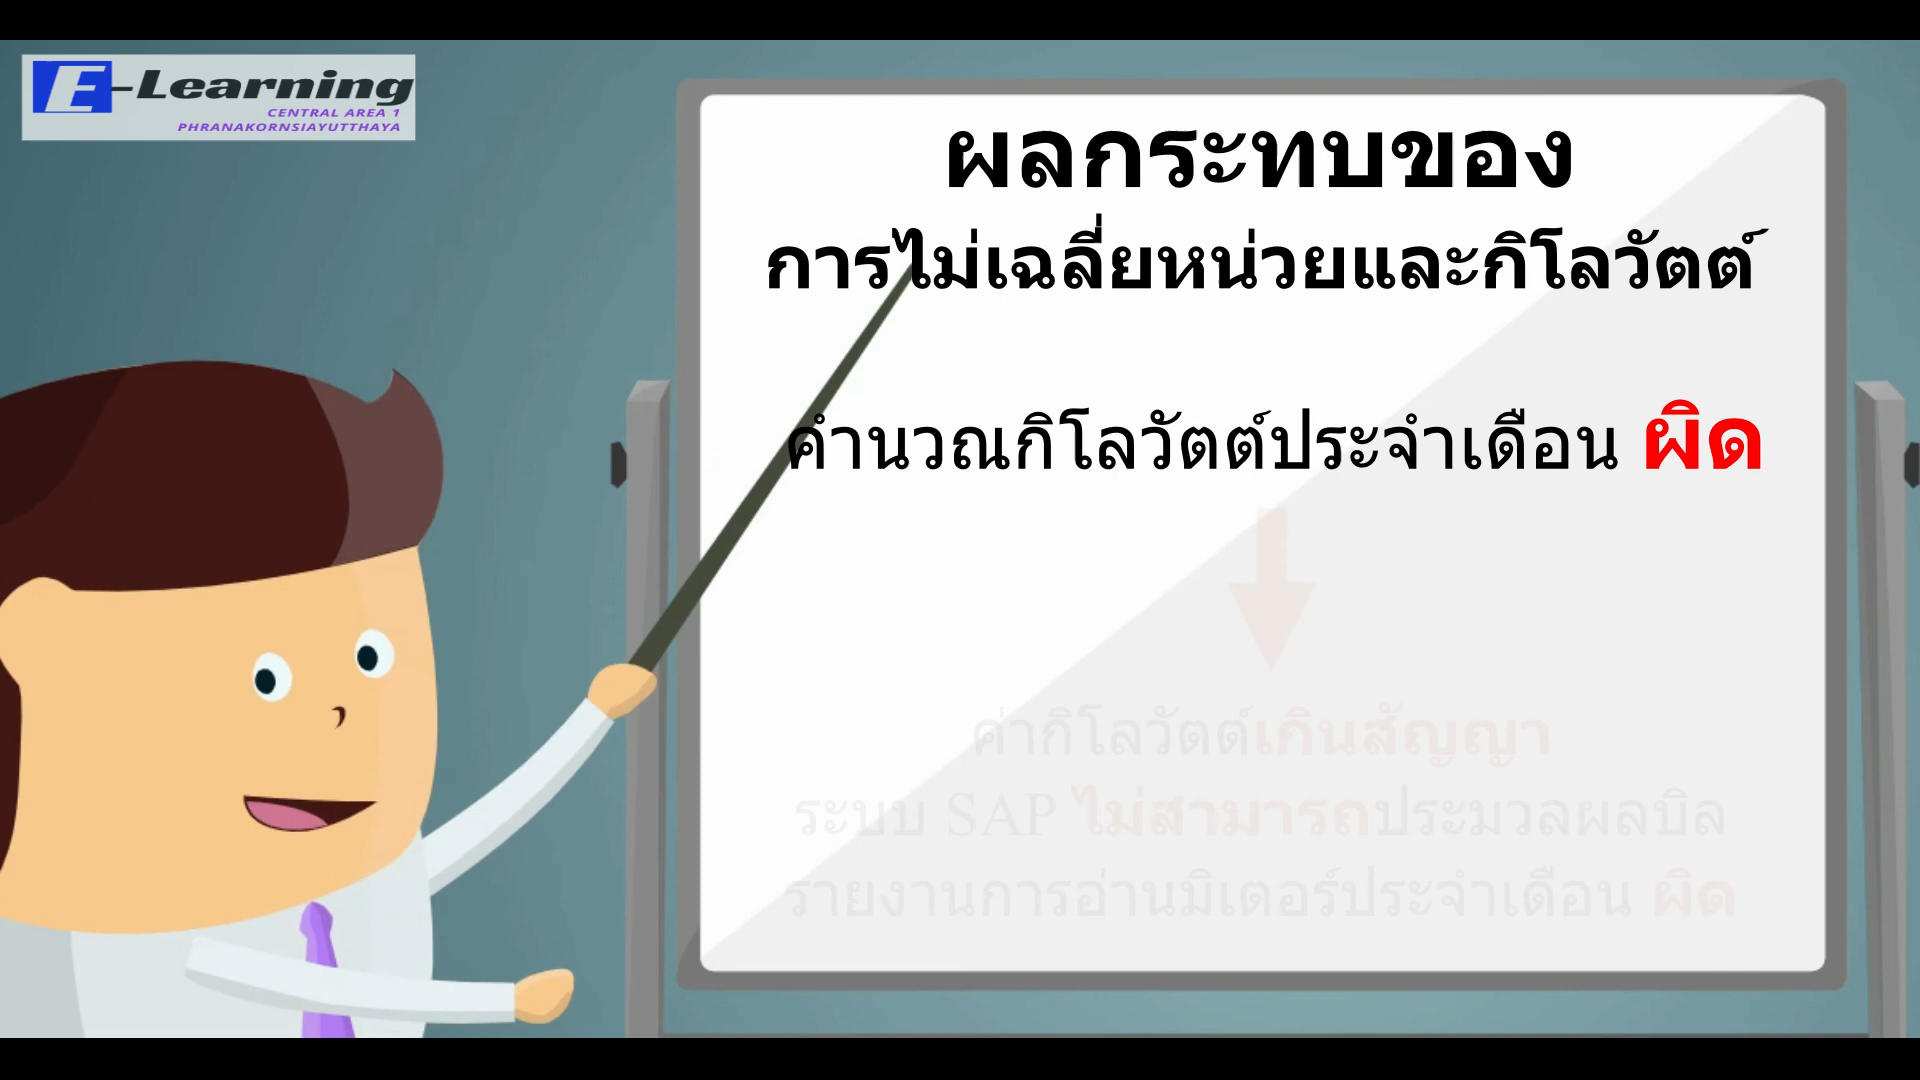 E-Learning
CENTRAL AREA 1
PHRANAKORNSIAYUTTHAYA
ผลกระทบของ
การไม่เฉลี่ยหน่วยและกิโลวัตต์
คำนวณกิโลวัตต์ประจำเดือน ผิด
ค่ากิโลวัตต์เกินสัญญา
ระบบ SAP ไม่สามารถประมวลผลบิล
รายงานการอ่านมิเตอร์ประจำเดือน ผิด